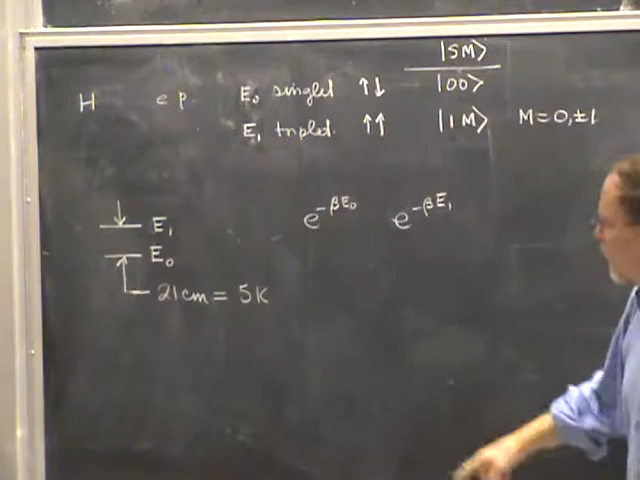 |SM⟩
H e p E₀ singlet ↑↓ |00⟩
E₁ triplet. ↑↑ |1M⟩ M=0,±1
e^{-βE₀} e^{-βE₁}
E₁
E₀
21cm = 5K